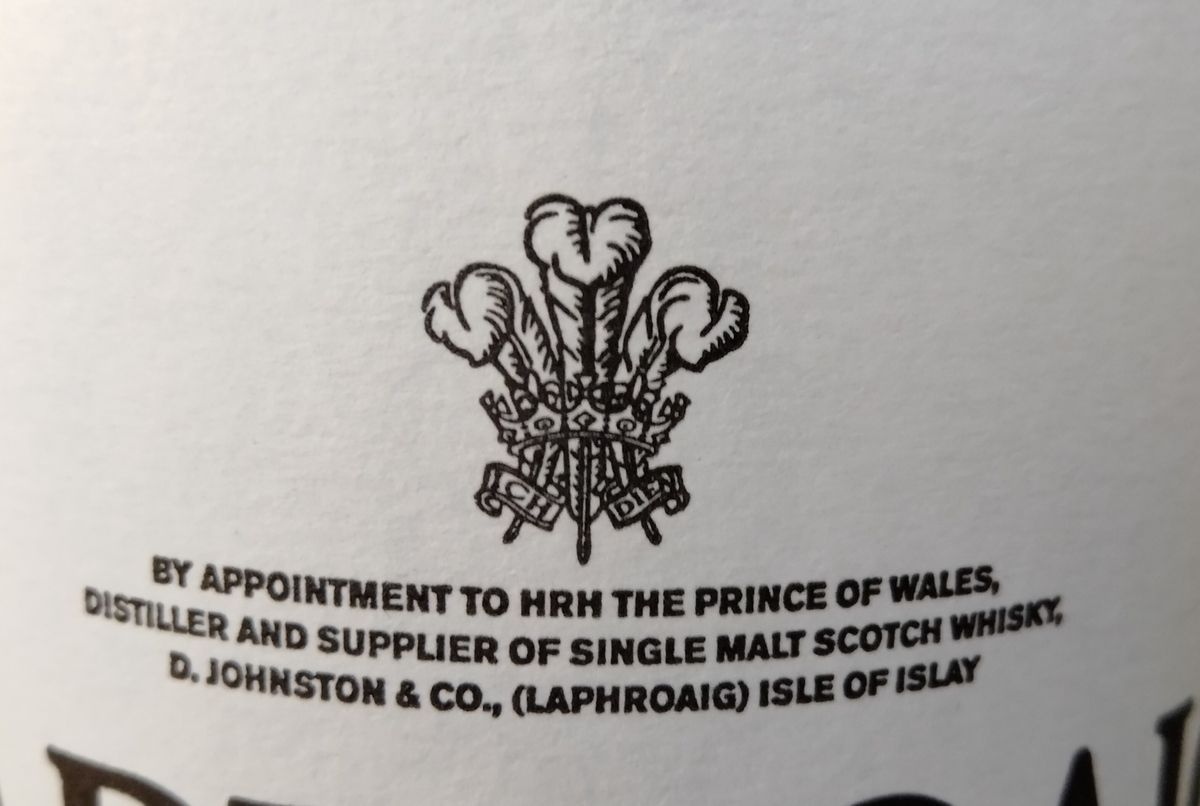 ICH DIEN
BY APPOINTMENT TO HRH THE PRINCE OF WALES,
DISTILLER AND SUPPLIER OF SINGLE MALT SCOTCH WHISKY,
D. JOHNSTON & CO., (LAPHROAIG) ISLE OF ISLAY